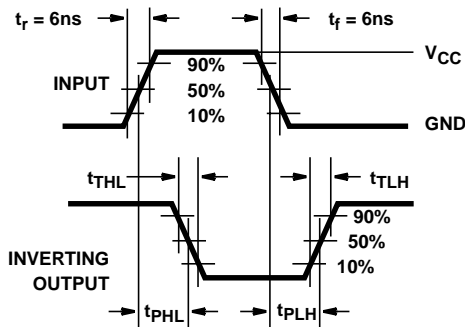 tr = 6ns
tf = 6ns
VCC
90%
INPUT
50%
10%
GND
tTHL
tTLH
90%
50%
INVERTING
10%
OUTPUT
tPHL
tPLH